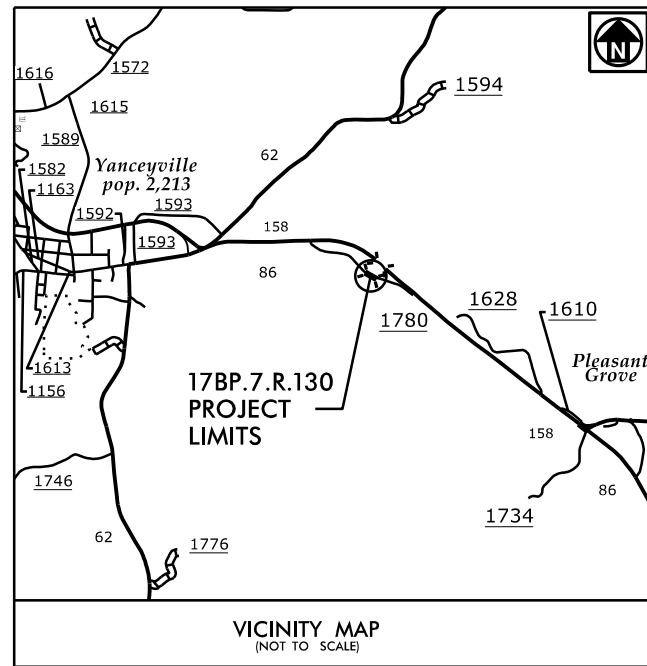 N
1572
1616
1594
1615
1589
62
Yanceyville
pop. 2,213
1582
1163
1593
1592
158
1593
86
1628
1610
1780
Pleasant
Grove
1613
17BP.7.R.130
PROJECT
LIMITS
1156
158
1746
86
1734
62
1776
VICINITY MAP
(NOT TO SCALE)